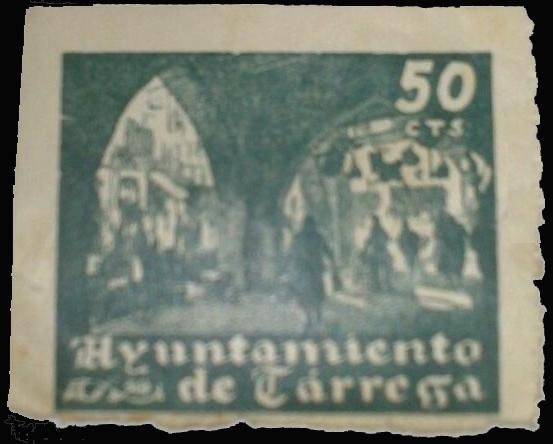 50
CTS
Ayuntamiento
de Tárrega